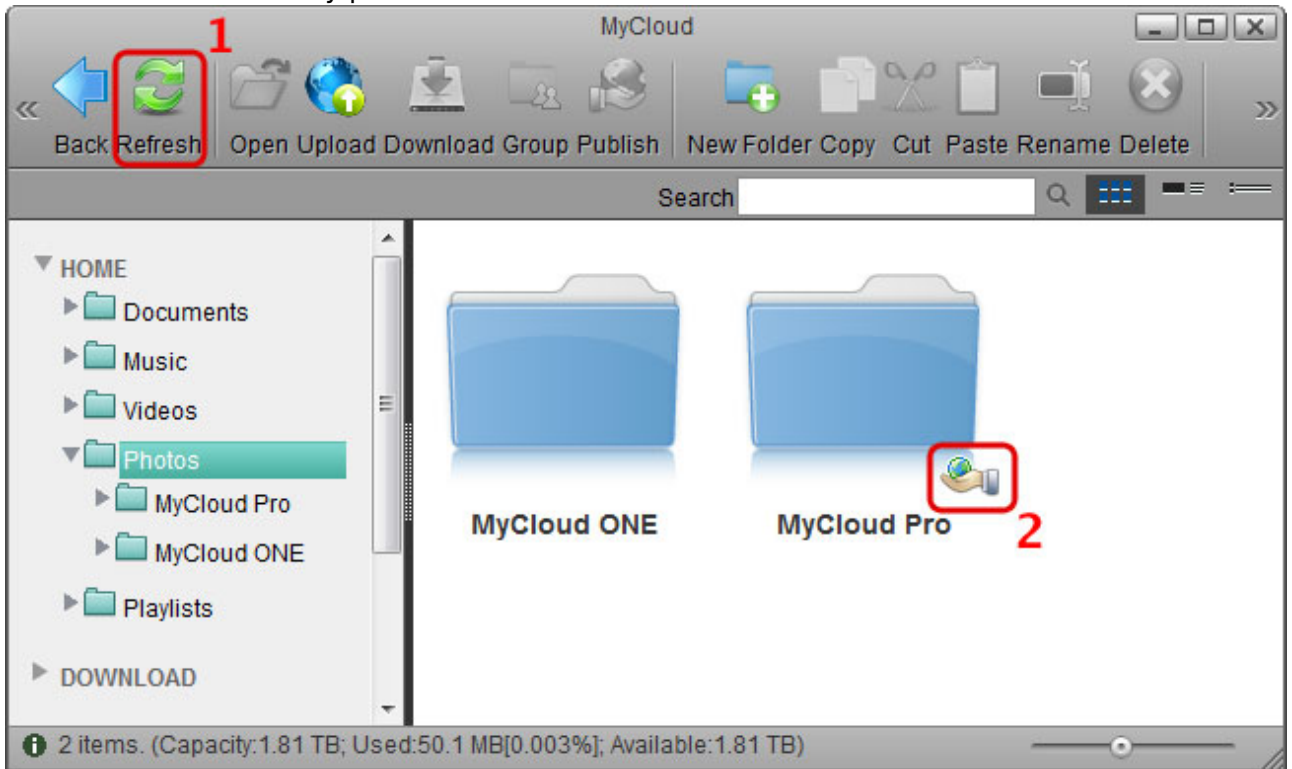 MyCloud
1
Back Refresh Open Upload Download Group Publish New Folder Copy Cut Paste Rename Delete
Search
HOME
Documents
Music
Videos
Photos
MyCloud Pro
MyCloud ONE
Playlists
DOWNLOAD
MyCloud ONE
MyCloud Pro
2
2 items. (Capacity:1.81 TB; Used:50.1 MB[0.003%]; Available:1.81 TB)